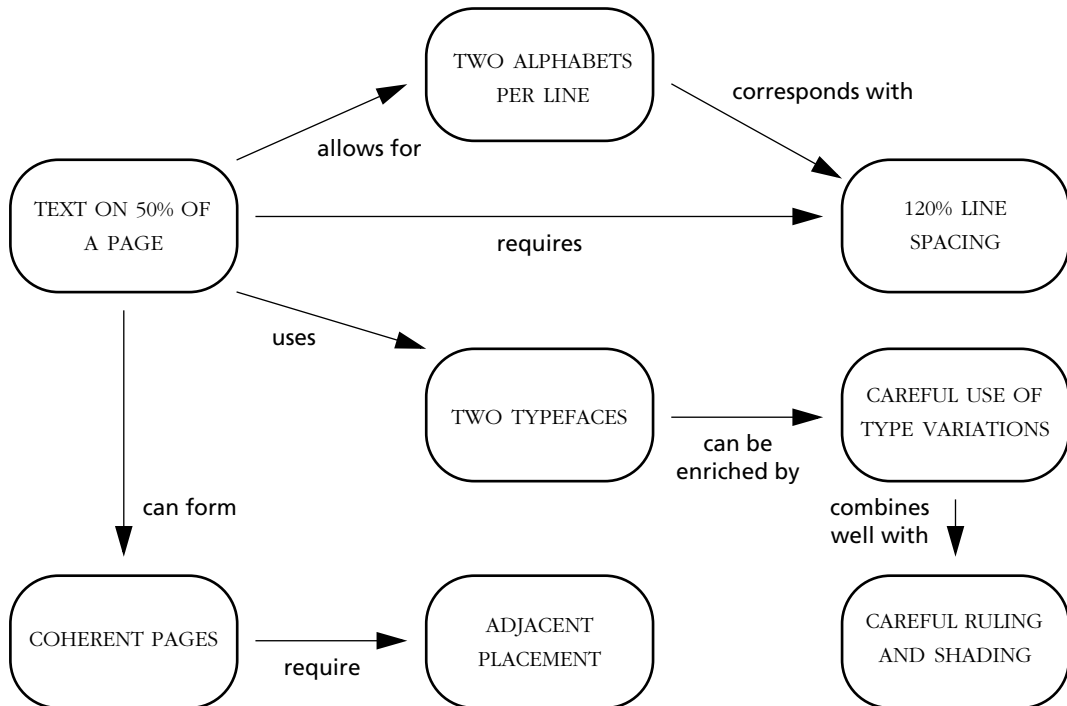 TWO ALPHABETS
PER LINE
corresponds with
allows for
TEXT ON 50% OF
A PAGE
requires
120% LINE
SPACING
uses
TWO TYPEFACES
can be
enriched by
CAREFUL USE OF
TYPE VARIATIONS
can form
combines
well with
COHERENT PAGES
require
ADJACENT
PLACEMENT
CAREFUL RULING
AND SHADING